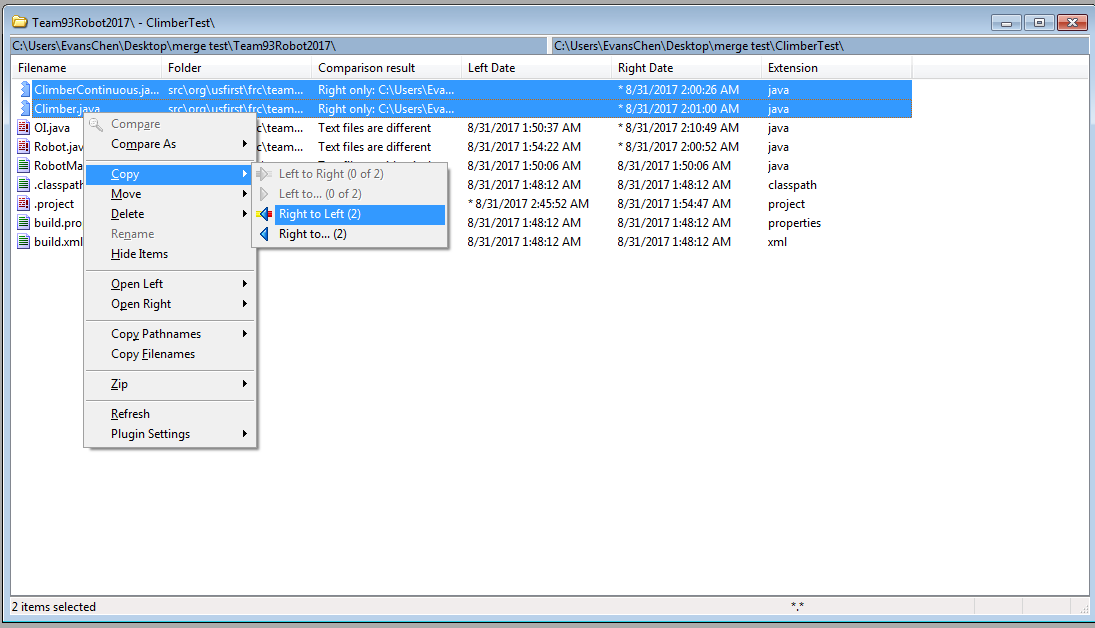 Team93Robot2017\ - ClimberTest\
C:\Users\EvansChen\Desktop\merge test\Team93Robot2017\ C:\Users\EvansChen\Desktop\merge test\ClimberTest\
Filename Folder Comparison result Left Date Right Date Extension
ClimberContinuous.ja... src\org\usfirst\frc\team... Right only: C:\Users\Eva... * 8/31/2017 2:00:26 AM java
Climber.java src\org\usfirst\frc\team... Right only: C:\Users\Eva... * 8/31/2017 2:01:00 AM java
OI.java c\team... Text files are different 8/31/2017 1:50:37 AM * 8/31/2017 2:10:49 AM java
Robot.jav c\team... Text files are different 8/31/2017 1:54:22 AM * 8/31/2017 2:00:52 AM java
RobotMa 8/31/2017 1:50:06 AM 8/31/2017 1:50:06 AM java
.classpath 8/31/2017 1:48:12 AM 8/31/2017 1:48:12 AM classpath
.project * 8/31/2017 2:45:52 AM 8/31/2017 1:54:47 AM project
build.pro 8/31/2017 1:48:12 AM 8/31/2017 1:48:12 AM properties
build.xml 8/31/2017 1:48:12 AM 8/31/2017 1:48:12 AM xml
Compare
Compare As
Copy
Move
Delete
Rename
Hide Items
Open Left
Open Right
Copy Pathnames
Copy Filenames
Zip
Refresh
Plugin Settings
Left to Right (0 of 2)
Left to... (0 of 2)
Right to Left (2)
Right to... (2)
2 items selected *.*